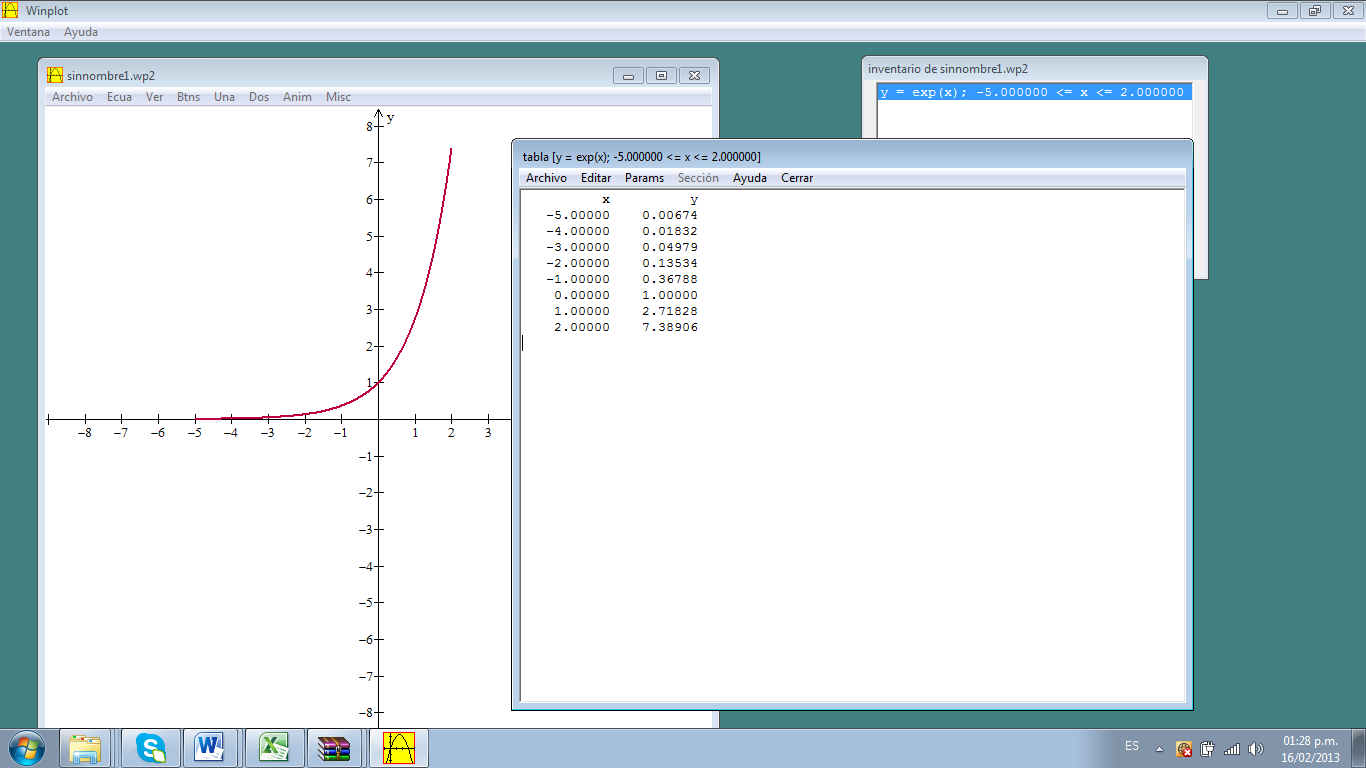 Winplot
Ventana Ayuda
sinnombre1.wp2
Archivo Ecua Ver Btns Una Dos Anim Misc
y
8
7
6
5
4
3
2
1
−8 −7 −6 −5 −4 −3 −2 −1 1 2 3
−1
−2
−3
−4
−5
−6
−7
−8
inventario de sinnombre1.wp2
y = exp(x); -5.000000 <= x <= 2.000000
tabla [y = exp(x); -5.000000 <= x <= 2.000000]
Archivo Editar Params Sección Ayuda Cerrar
x y
-5.00000 0.00674
-4.00000 0.01832
-3.00000 0.04979
-2.00000 0.13534
-1.00000 0.36788
0.00000 1.00000
1.00000 2.71828
2.00000 7.38906
ES
01:28 p.m.
16/02/2013